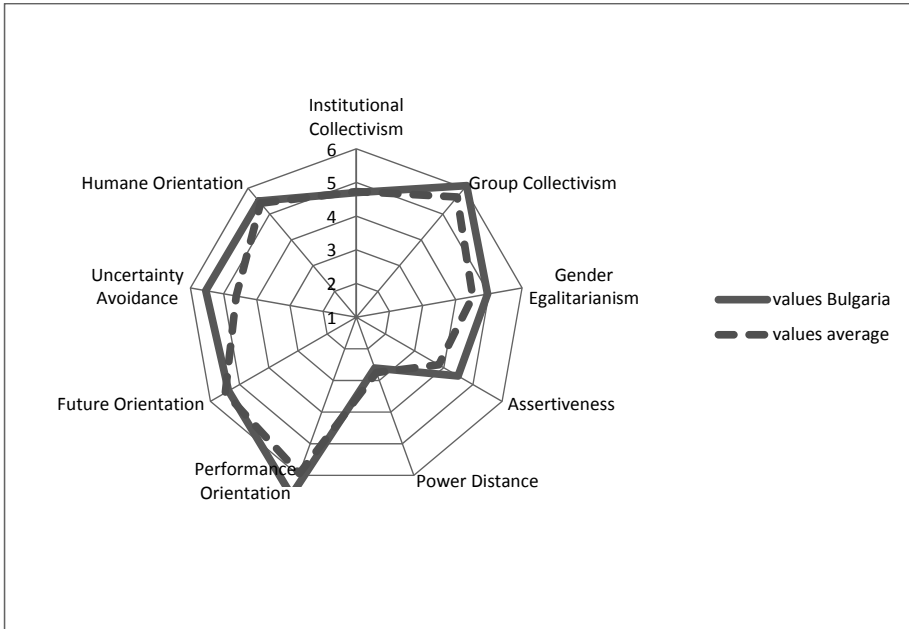 Institutional
Collectivism
6
Humane Orientation
5
Group Collectivism
4
3
Uncertainty
Avoidance
2
Gender
Egalitarianism
1
values Bulgaria
values average
Future Orientation
Assertiveness
Performance
Orientation
Power Distance